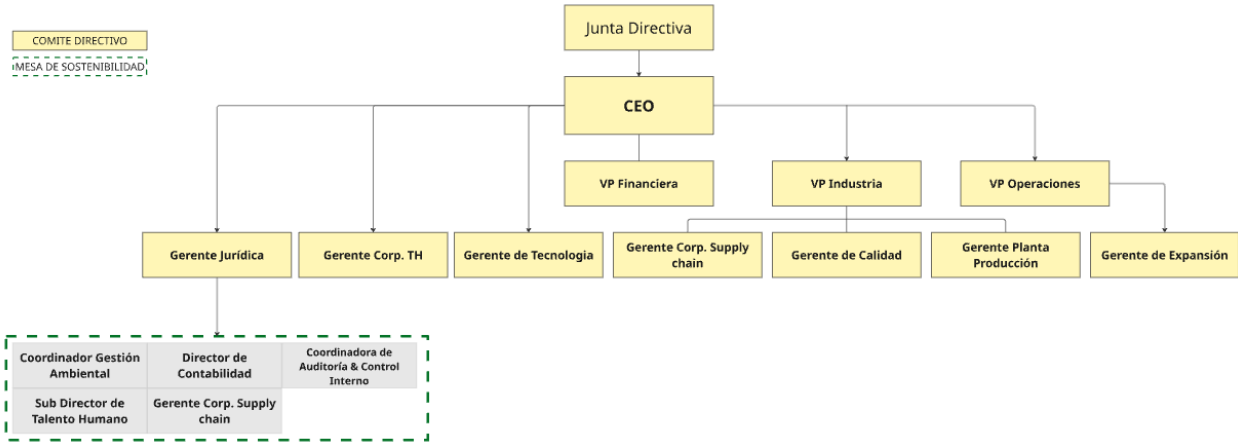 Junta Directiva
COMITE DIRECTIVO
MESA DE SOSTENIBILIDAD
CEO
VP Financiera
VP Industria
VP Operaciones
Gerente Jurídica
Gerente Corp. TH
Gerente de Tecnologia
Gerente Corp. Supply
chain
Gerente de Calidad
Gerente Planta
Producción
Gerente de Expansión
Coordinador Gestión
Ambiental
Director de
Contabilidad
Coordinadora de
Auditoría & Control
Interno
Sub Director de
Talento Humano
Gerente Corp. Supply
chain